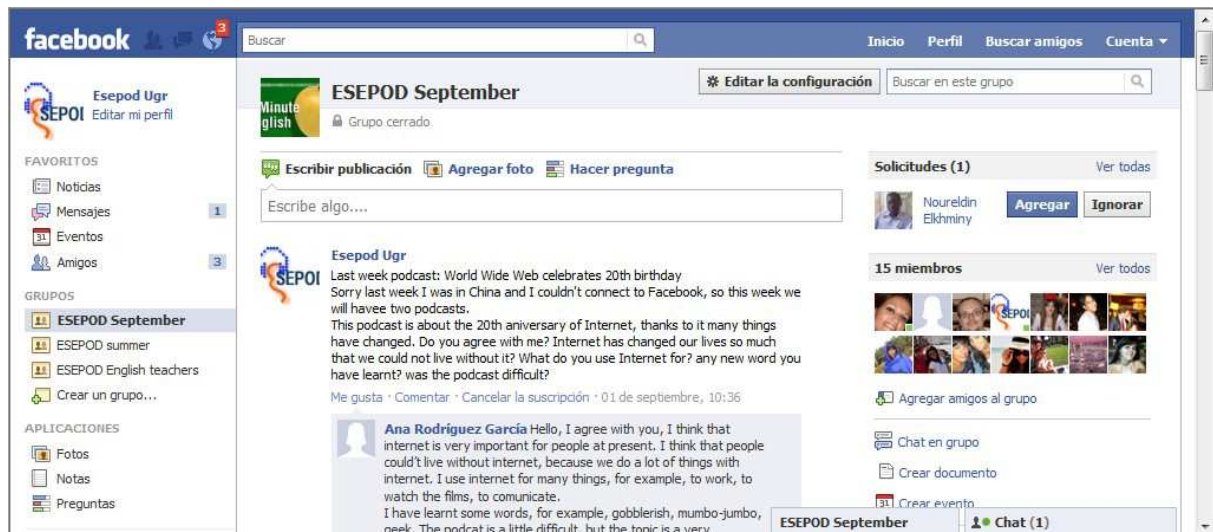 facebook
3
Buscar
Inicio Perfil Buscar amigos Cuenta
SEPOI
Esepod Ugr
Editar mi perfil
FAVORITOS
Noticias
Mensajes 1
31 Eventos
Amigos 3
GRUPOS
ESEPOD September
ESEPOD summer
ESEPOD English teachers
Crear un grupo...
APLICACIONES
Fotos
Notas
Preguntas
Minute
glish
ESEPOD September
Grupo cerrado
Editar la configuración
Buscar en este grupo
Escribir publicación Agregar foto Hacer pregunta
Escribe algo....
SEPOI
Esepod Ugr
Last week podcast: World Wide Web celebrates 20th birthday
Sorry last week I was in China and I couldn't connect to Facebook, so this week we
will havee two podcasts.
This podcast is about the 20th aniversary of Internet, thanks to it many things
have changed. Do you agree with me? Internet has changed our lives so much
that we could not live without it? What do you use Internet for? any new word you
have learnt? was the podcast difficult?
Me gusta · Comentar · Cancelar la suscripción · 01 de septiembre, 10:36
Ana Rodríguez García Hello, I agree with you, I think that
internet is very important for people at present. I think that people
could't live without internet, because we do a lot of things with
internet. I use internet for many things, for example, to work, to
watch the films, to comunicate.
I have learnt some words, for example, gobblerish, mumbo-jumbo,
geek. The podcat is a little difficult, but the topic is a very
Solicitudes (1) Ver todas
Noureldin
Elkhminy
Agregar Ignorar
15 miembros Ver todos
SEPOI
Agregar amigos al grupo
Chat en grupo
Crear documento
31 Crear evento
ESEPOD September
Chat (1)